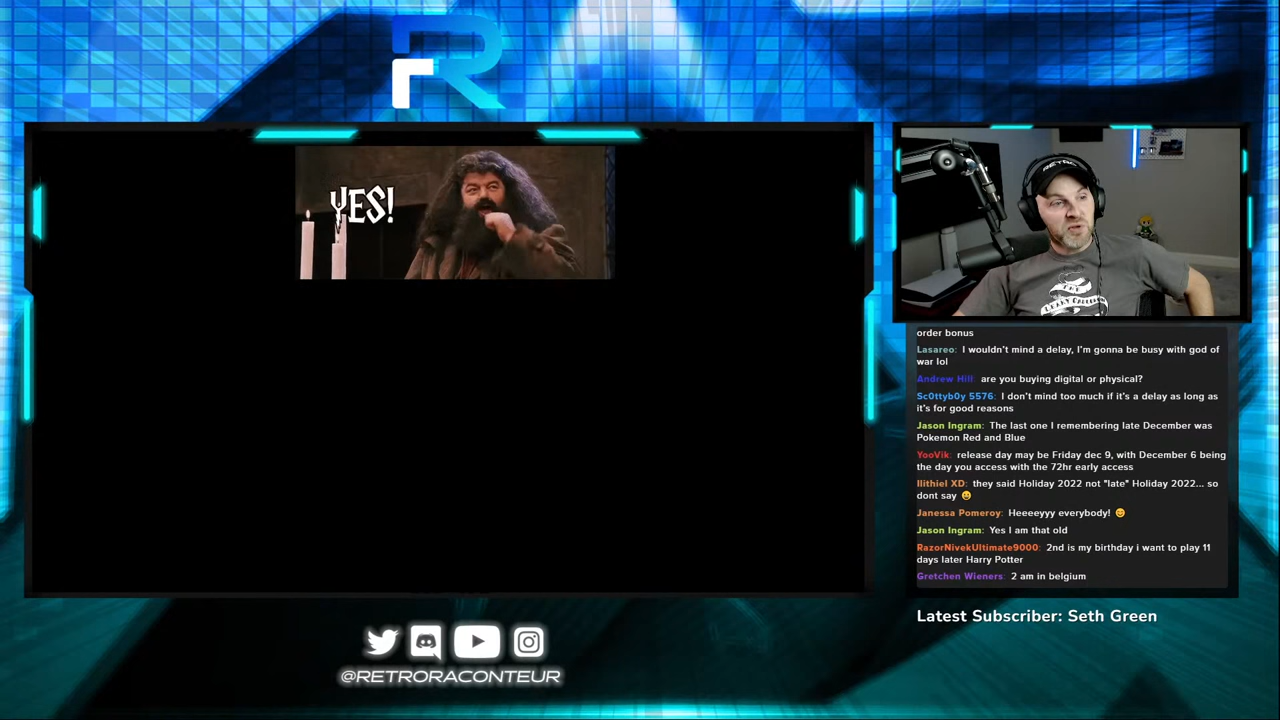 R
YES!
RETRO
order bonus
Lasareo: I wouldn't mind a delay, I'm gonna be busy with god of
war lol
Andrew Hill: are you buying digital or physical?
Sc0ttyb0y 5576: I don't mind too much if it's a delay as long as
it's for good reasons
Jason Ingram: The last one I remembering late December was
Pokemon Red and Blue
YooVik: release day may be Friday dec 9, with December 6 being
the day you access with the 72hr early access
Ilithiel XD: they said Holiday 2022 not "late" Holiday 2022... so
dont say 😀
Janessa Pomeroy: Heeeeyyy everybody! 😊
Jason Ingram: Yes I am that old
RazorNivekUltimate9000: 2nd is my birthday i want to play 11
days later Harry Potter
Gretchen Wieners: 2 am in belgium
Latest Subscriber: Seth Green
@RETRORACONTEUR